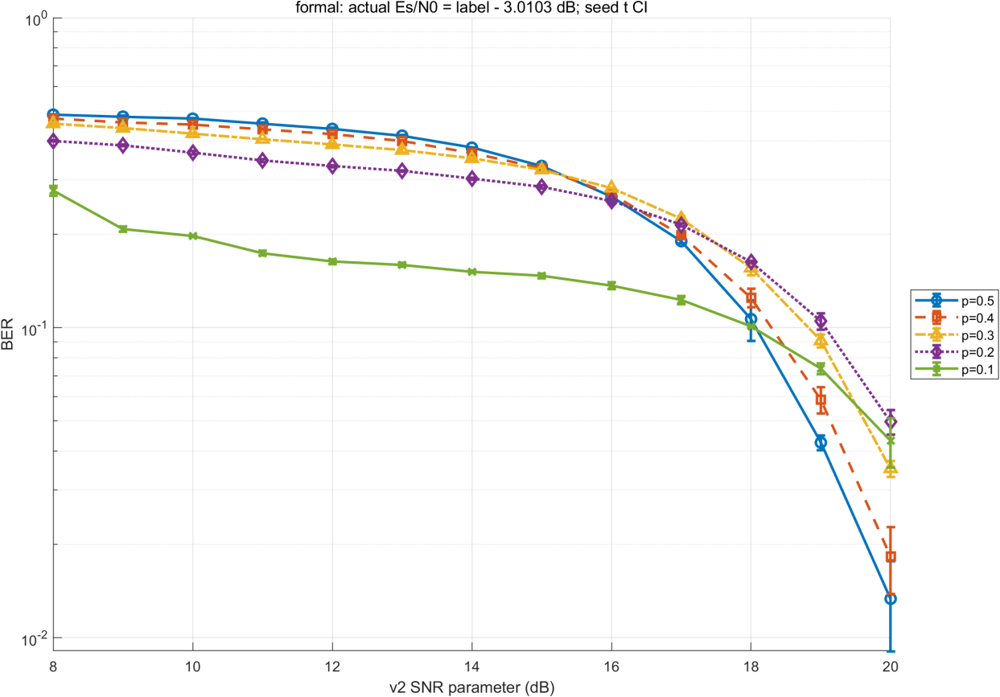 formal: actual Es/N0 = label - 3.0103 dB; seed t CI
10^0
10^-1
10^-2
BER
8
10
12
14
16
18
20
v2 SNR parameter (dB)
p=0.5
p=0.4
p=0.3
p=0.2
p=0.1